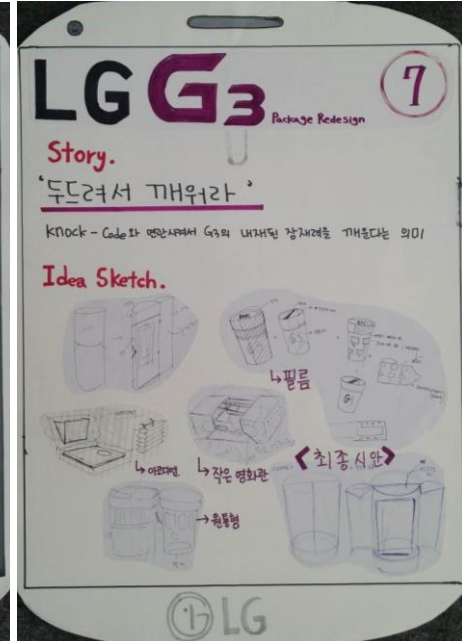 LG G3 Package Redesign
7
Story.
'두드려서 깨워라'
Knock-Code와 연관시켜서 G3의 내재된 잠재력을 깨운다는 의미
Idea Sketch.
↳필름
↳아코디언
↳작은 영화관
<최종시안>
→원통형
LG